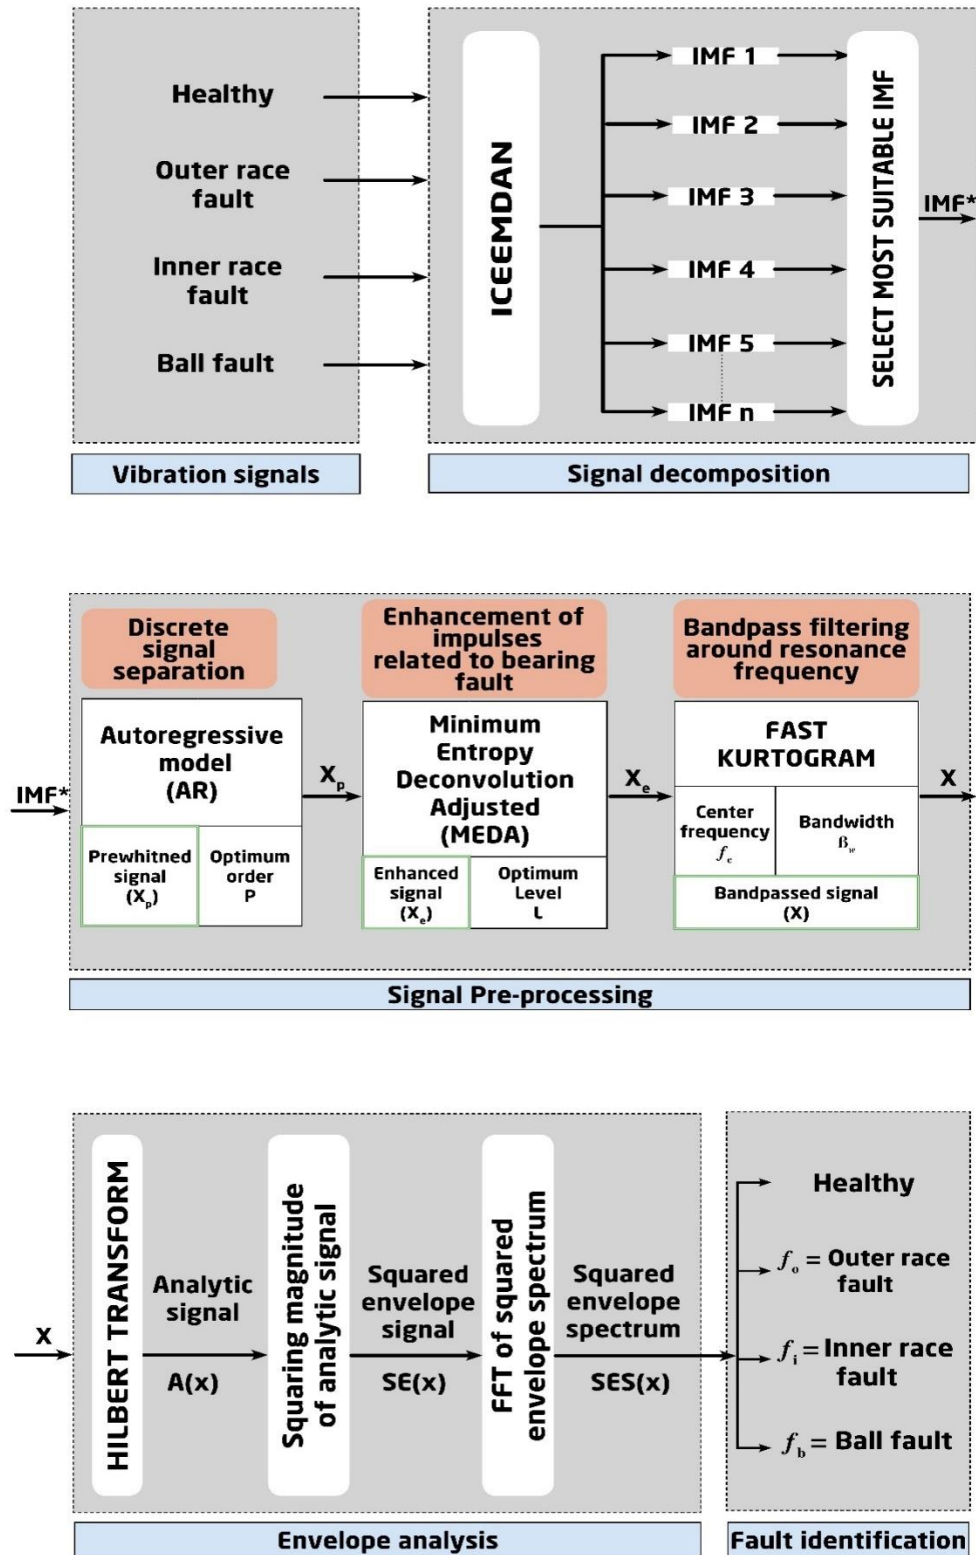 Healthy
Outer race
fault
Inner race
fault
Ball fault
Vibration signals
ICEEMDAN
IMF 1
IMF 2
IMF 3
IMF 4
IMF 5
IMF n
SELECT MOST SUITABLE IMF
IMF*
Signal decomposition
Discrete
signal
separation
Enhancement of
impulses
related to bearing
fault
Bandpass filtering
around resonance
frequency
IMF*
Autoregressive
model
(AR)
Prewhitned
signal
(Xp)
Optimum
order
P
Xp
Minimum
Entropy
Deconvolution
Adjusted
(MEDA)
Enhanced
signal
(Xe)
Optimum
Level
L
Xe
FAST
KURTOGRAM
Center
frequency
fc
Bandwidth
Bw
Bandpassed signal
(X)
X
Signal Pre-processing
X
HILBERT TRANSFORM
Analytic
signal
A(x)
Squaring magnitude
of analytic signal
Squared
envelope
signal
SE(x)
FFT of squared
envelope spectrum
Squared
envelope
spectrum
SES(x)
Envelope analysis
Healthy
fo = Outer race
fault
fi = Inner race
fault
fb = Ball fault
Fault identification